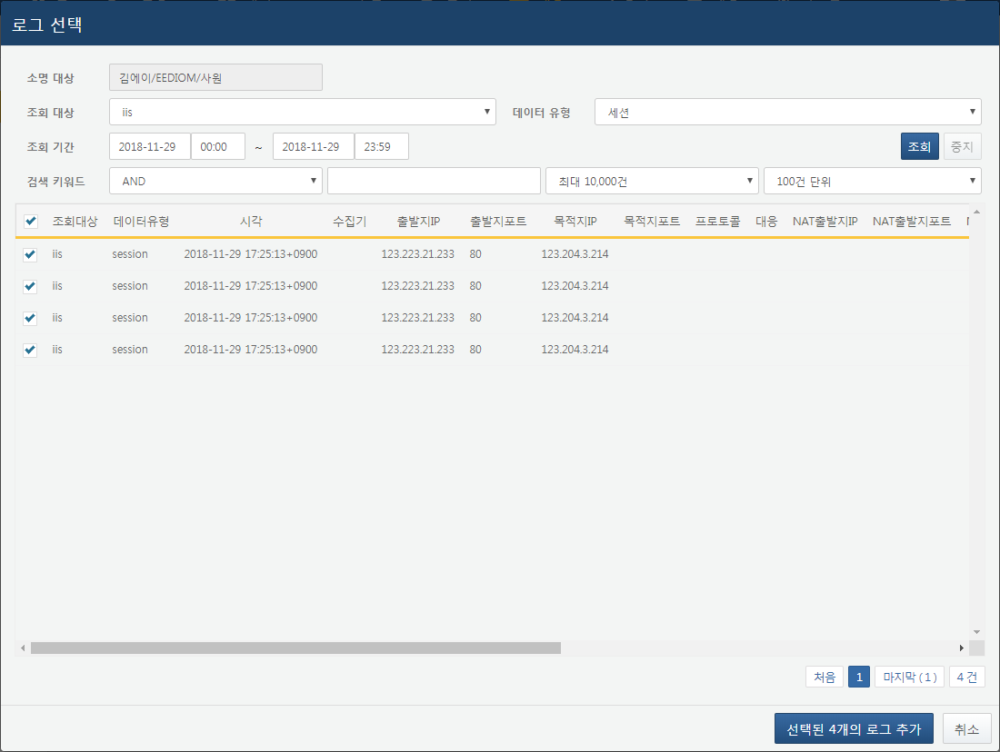 로그 선택
소명 대상 김에이/EEDIOM/사원
조회 대상 iis 데이터 유형 세션
조회 기간 2018-11-29 00:00 ~ 2018-11-29 23:59 조회 중지
검색 키워드 AND 최대 10,000건 100건 단위
조회대상 데이터유형 시각 수집기 출발지IP 출발지포트 목적지IP 목적지포트 프로토콜 대응 NAT출발지IP NAT출발지포트
iis session 2018-11-29 17:25:13+0900 123.223.21.233 80 123.204.3.214
iis session 2018-11-29 17:25:13+0900 123.223.21.233 80 123.204.3.214
iis session 2018-11-29 17:25:13+0900 123.223.21.233 80 123.204.3.214
iis session 2018-11-29 17:25:13+0900 123.223.21.233 80 123.204.3.214
처음 1 마지막 ( 1 ) 4 건
선택된 4개의 로그 추가 취소